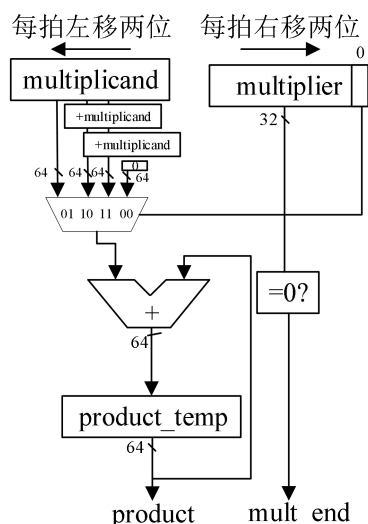 每拍左移两位
每拍右移两位
0
multiplicand
multiplier
+multiplicand
+multiplicand
32
0
64 64 64 64
01 10 11 00
=0?
+
64
product_temp
64
product
mult_end